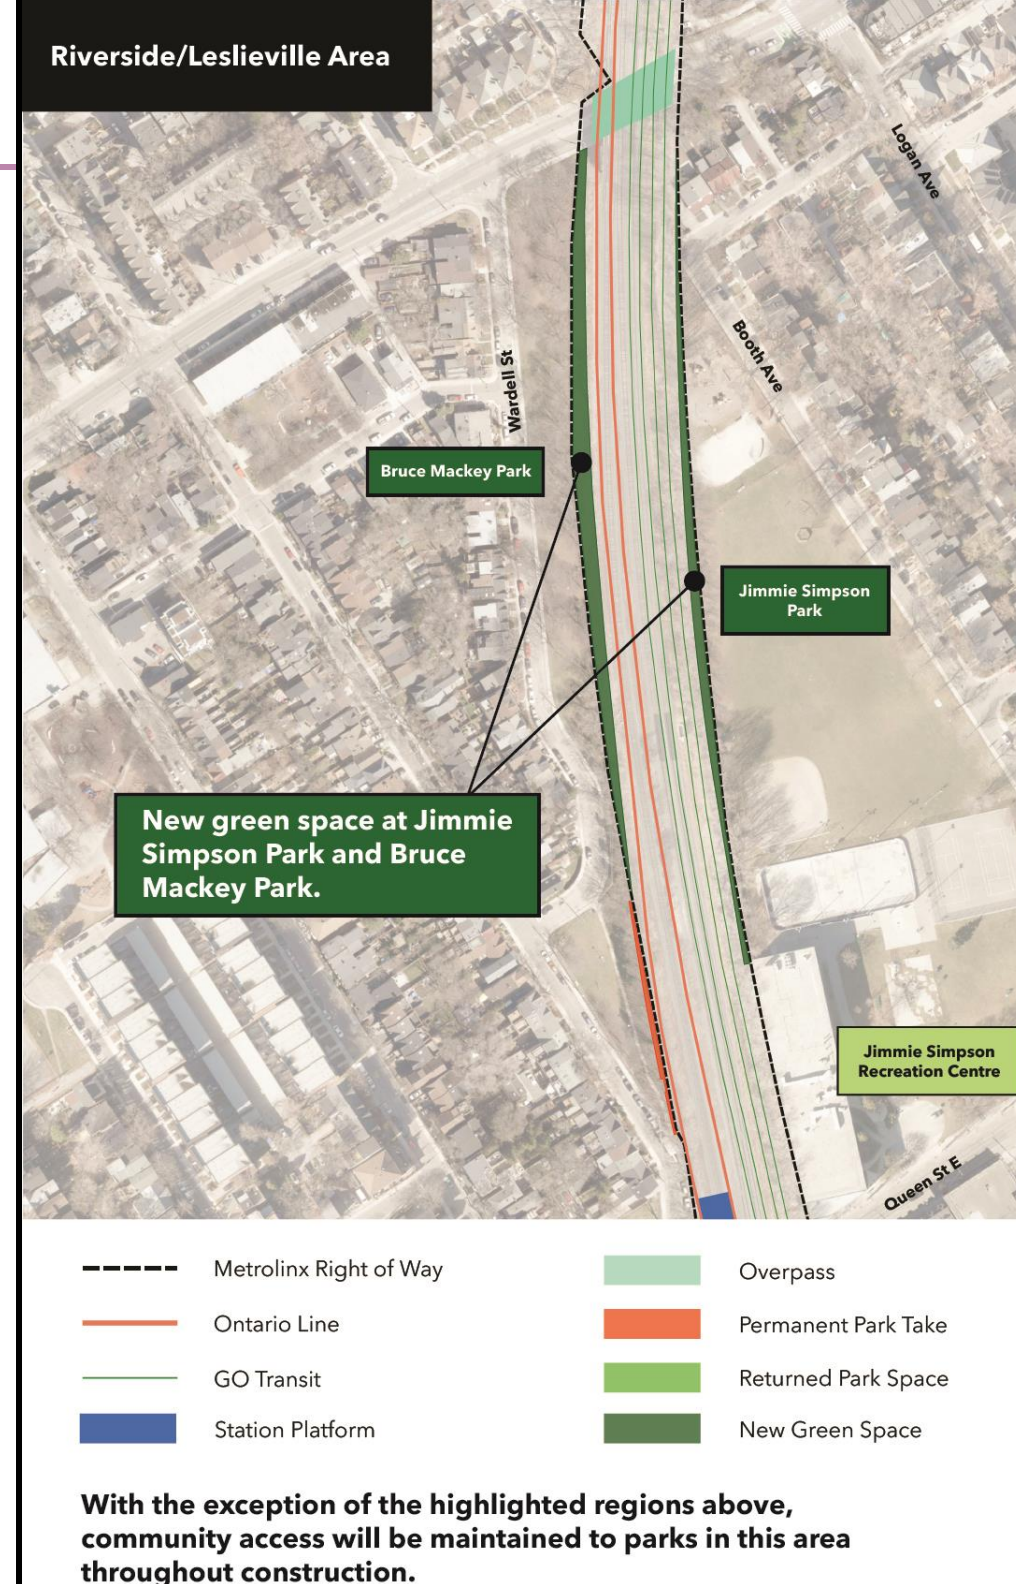 Riverside/Leslieville Area
Logan Ave
Booth Ave
Wardell St
Bruce Mackey Park
Jimmie Simpson
Park
New green space at Jimmie
Simpson Park and Bruce
Mackey Park.
Jimmie Simpson
Recreation Centre
Queen St E
Metrolinx Right of Way
Ontario Line
GO Transit
Station Platform
Overpass
Permanent Park Take
Returned Park Space
New Green Space
With the exception of the highlighted regions above,
community access will be maintained to parks in this area
throughout construction.